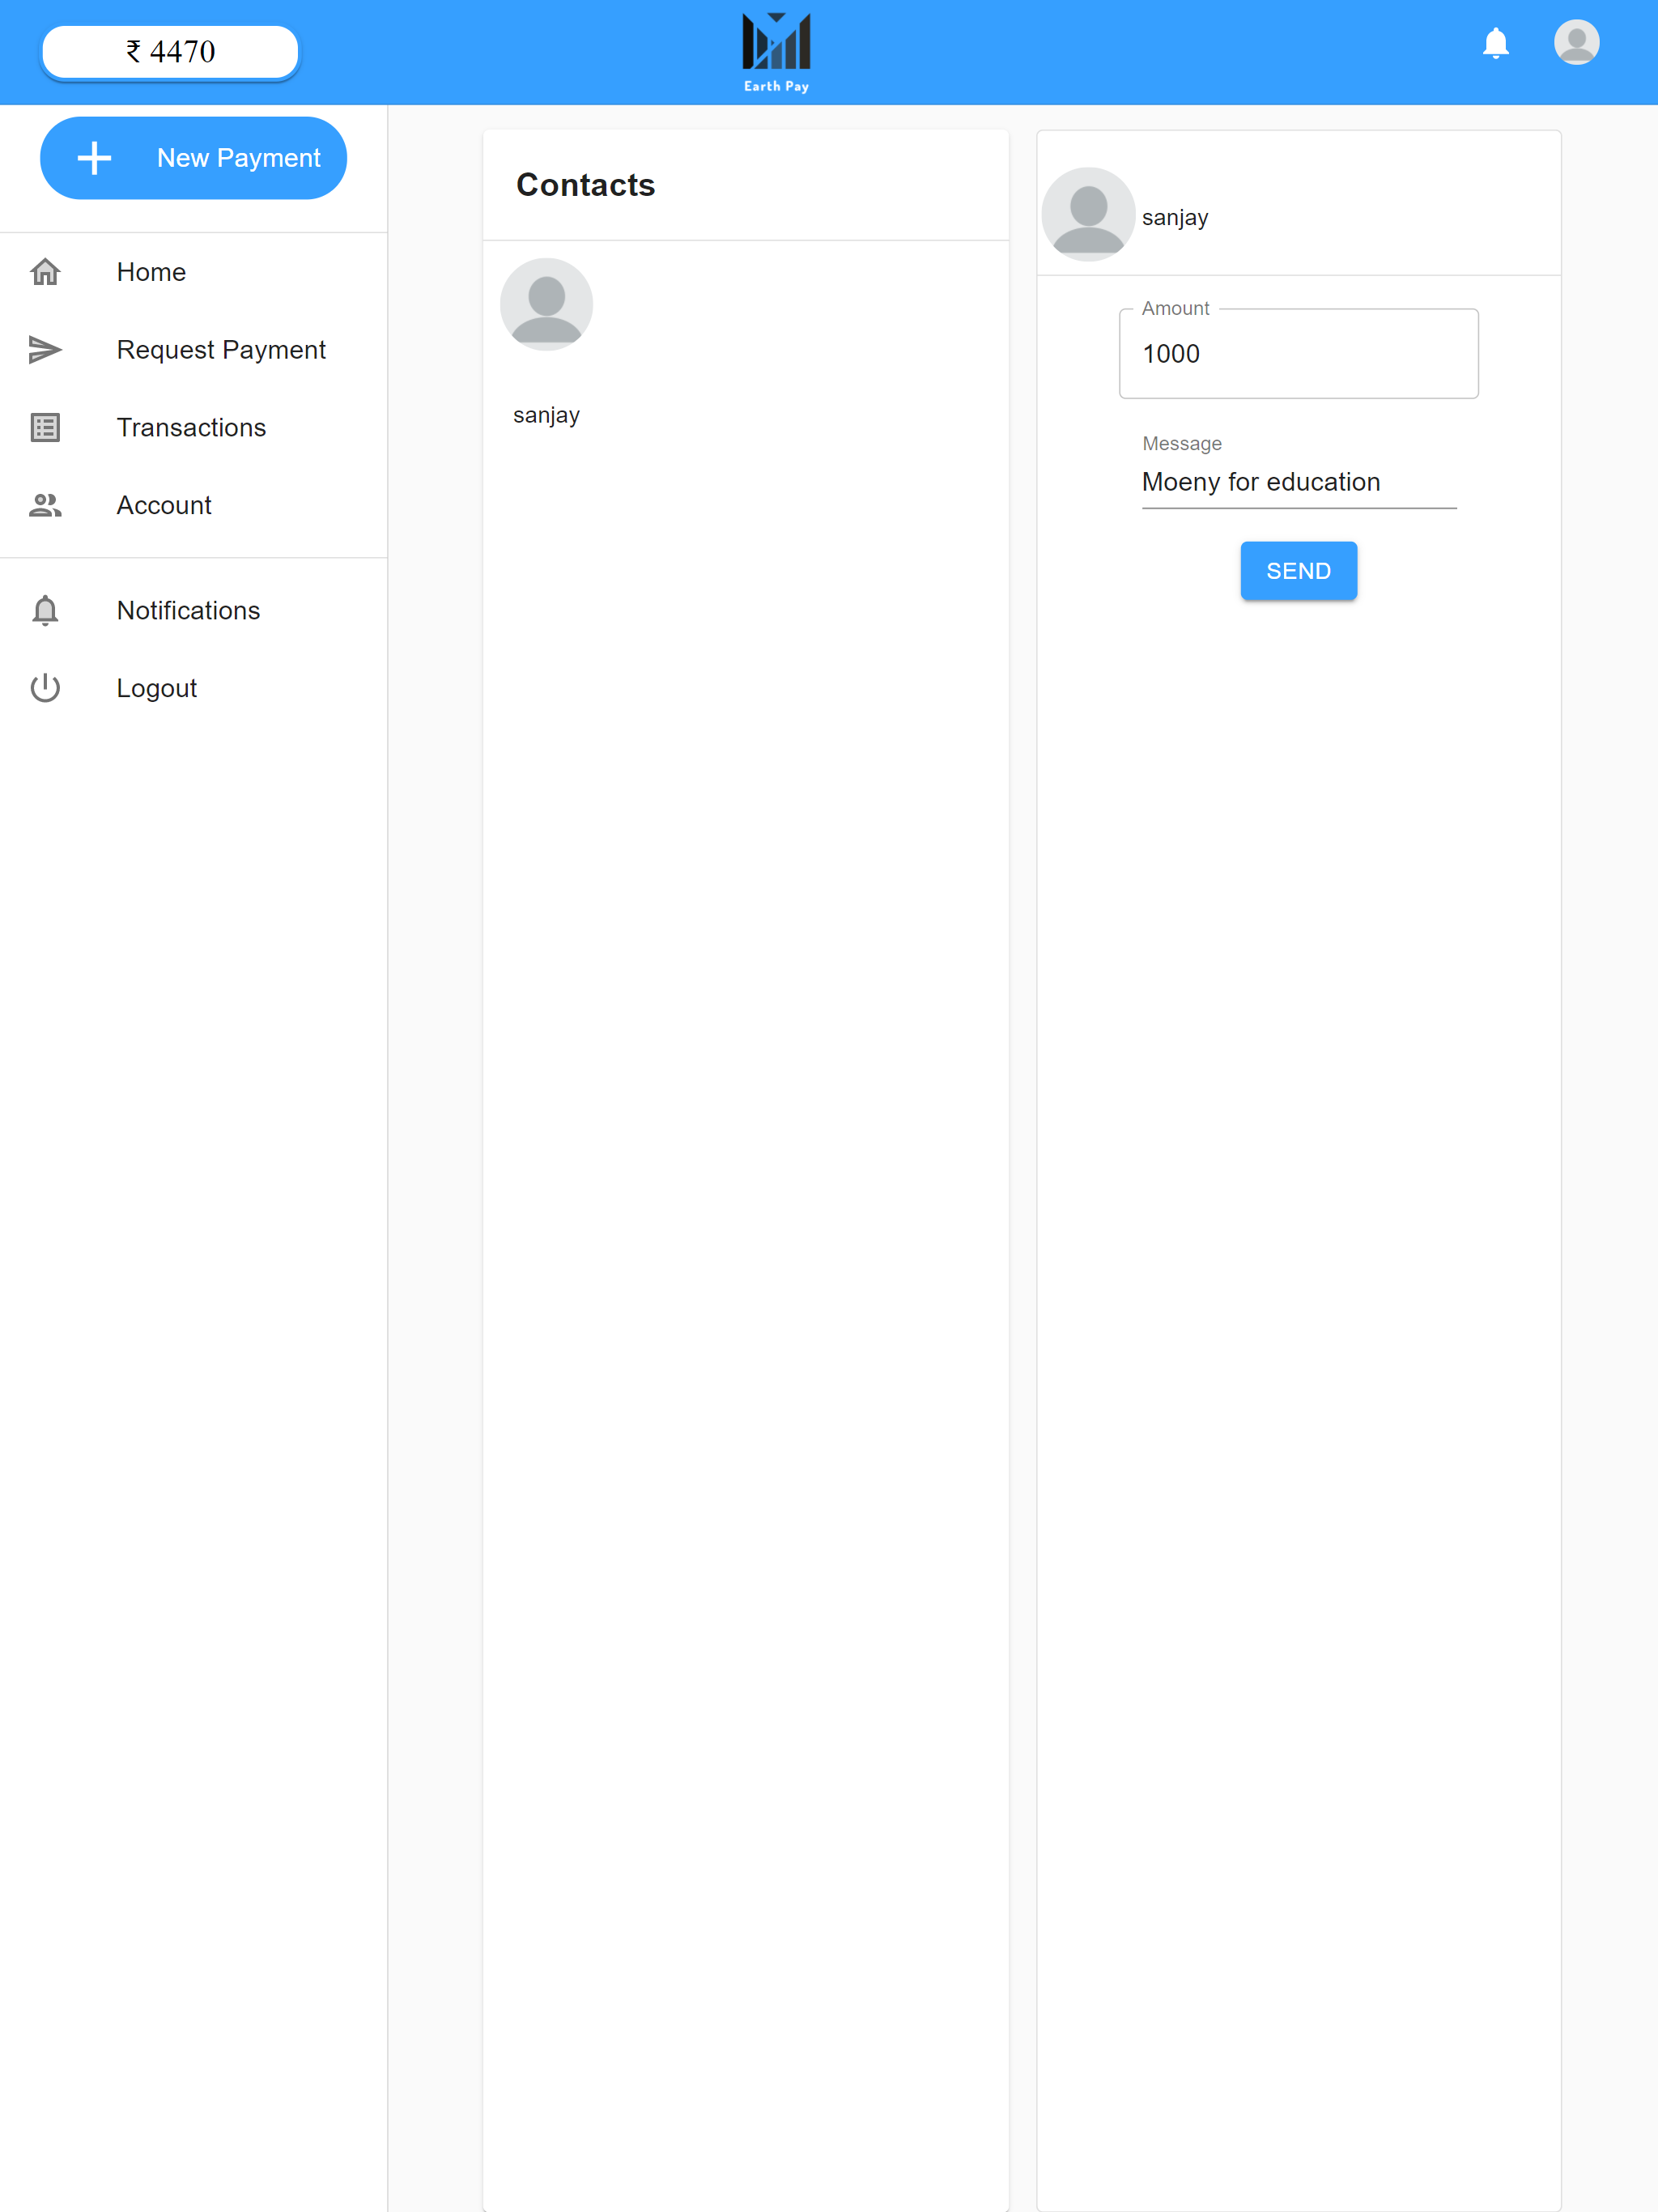 ₹ 4470
Earth Pay
New Payment
Home
Request Payment
Transactions
Account
Notifications
Logout
Contacts
sanjay
sanjay
Amount
1000
Message
Moeny for education
SEND